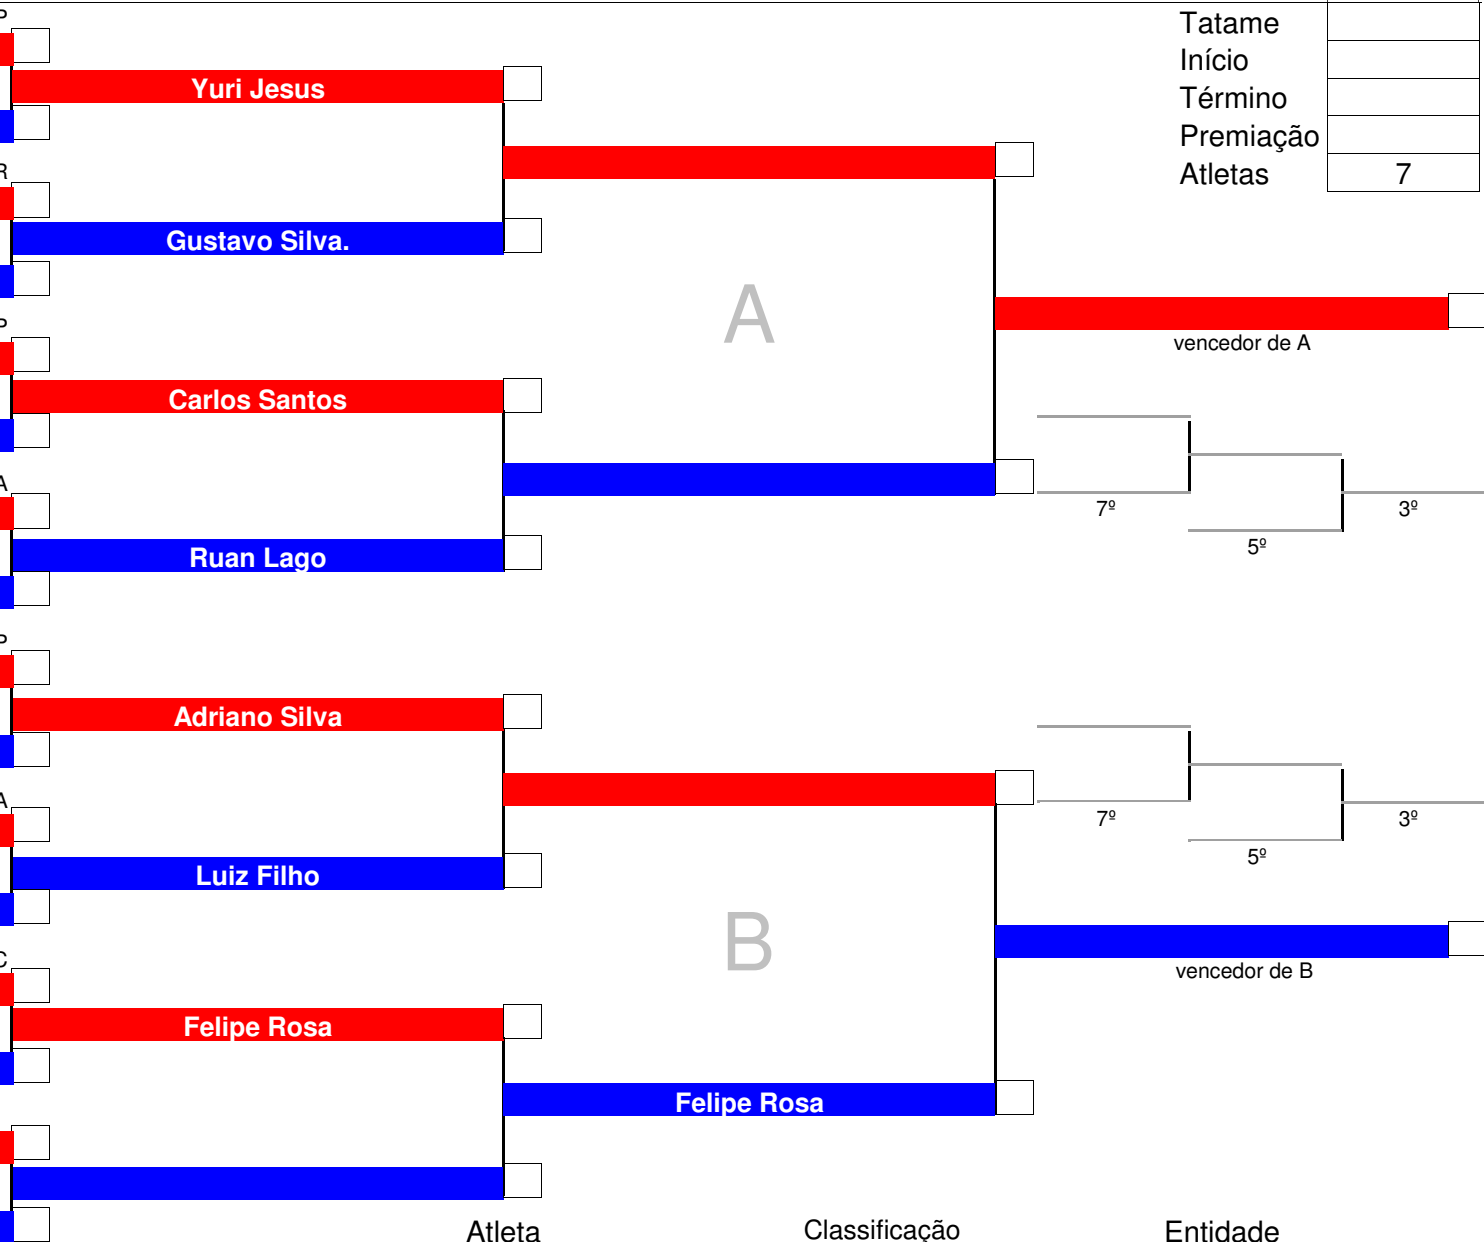 P
Tatame
Início
Yuri Jesus
Término
Premiação
R
Atletas 7
Gustavo Silva.
A
P
vencedor de A
Carlos Santos
A
7º 3º
5º
Ruan Lago
P
Adriano Silva
A
7º 3º
5º
Luiz Filho
B
C
vencedor de B
Felipe Rosa
Felipe Rosa
Atleta Classificação Entidade